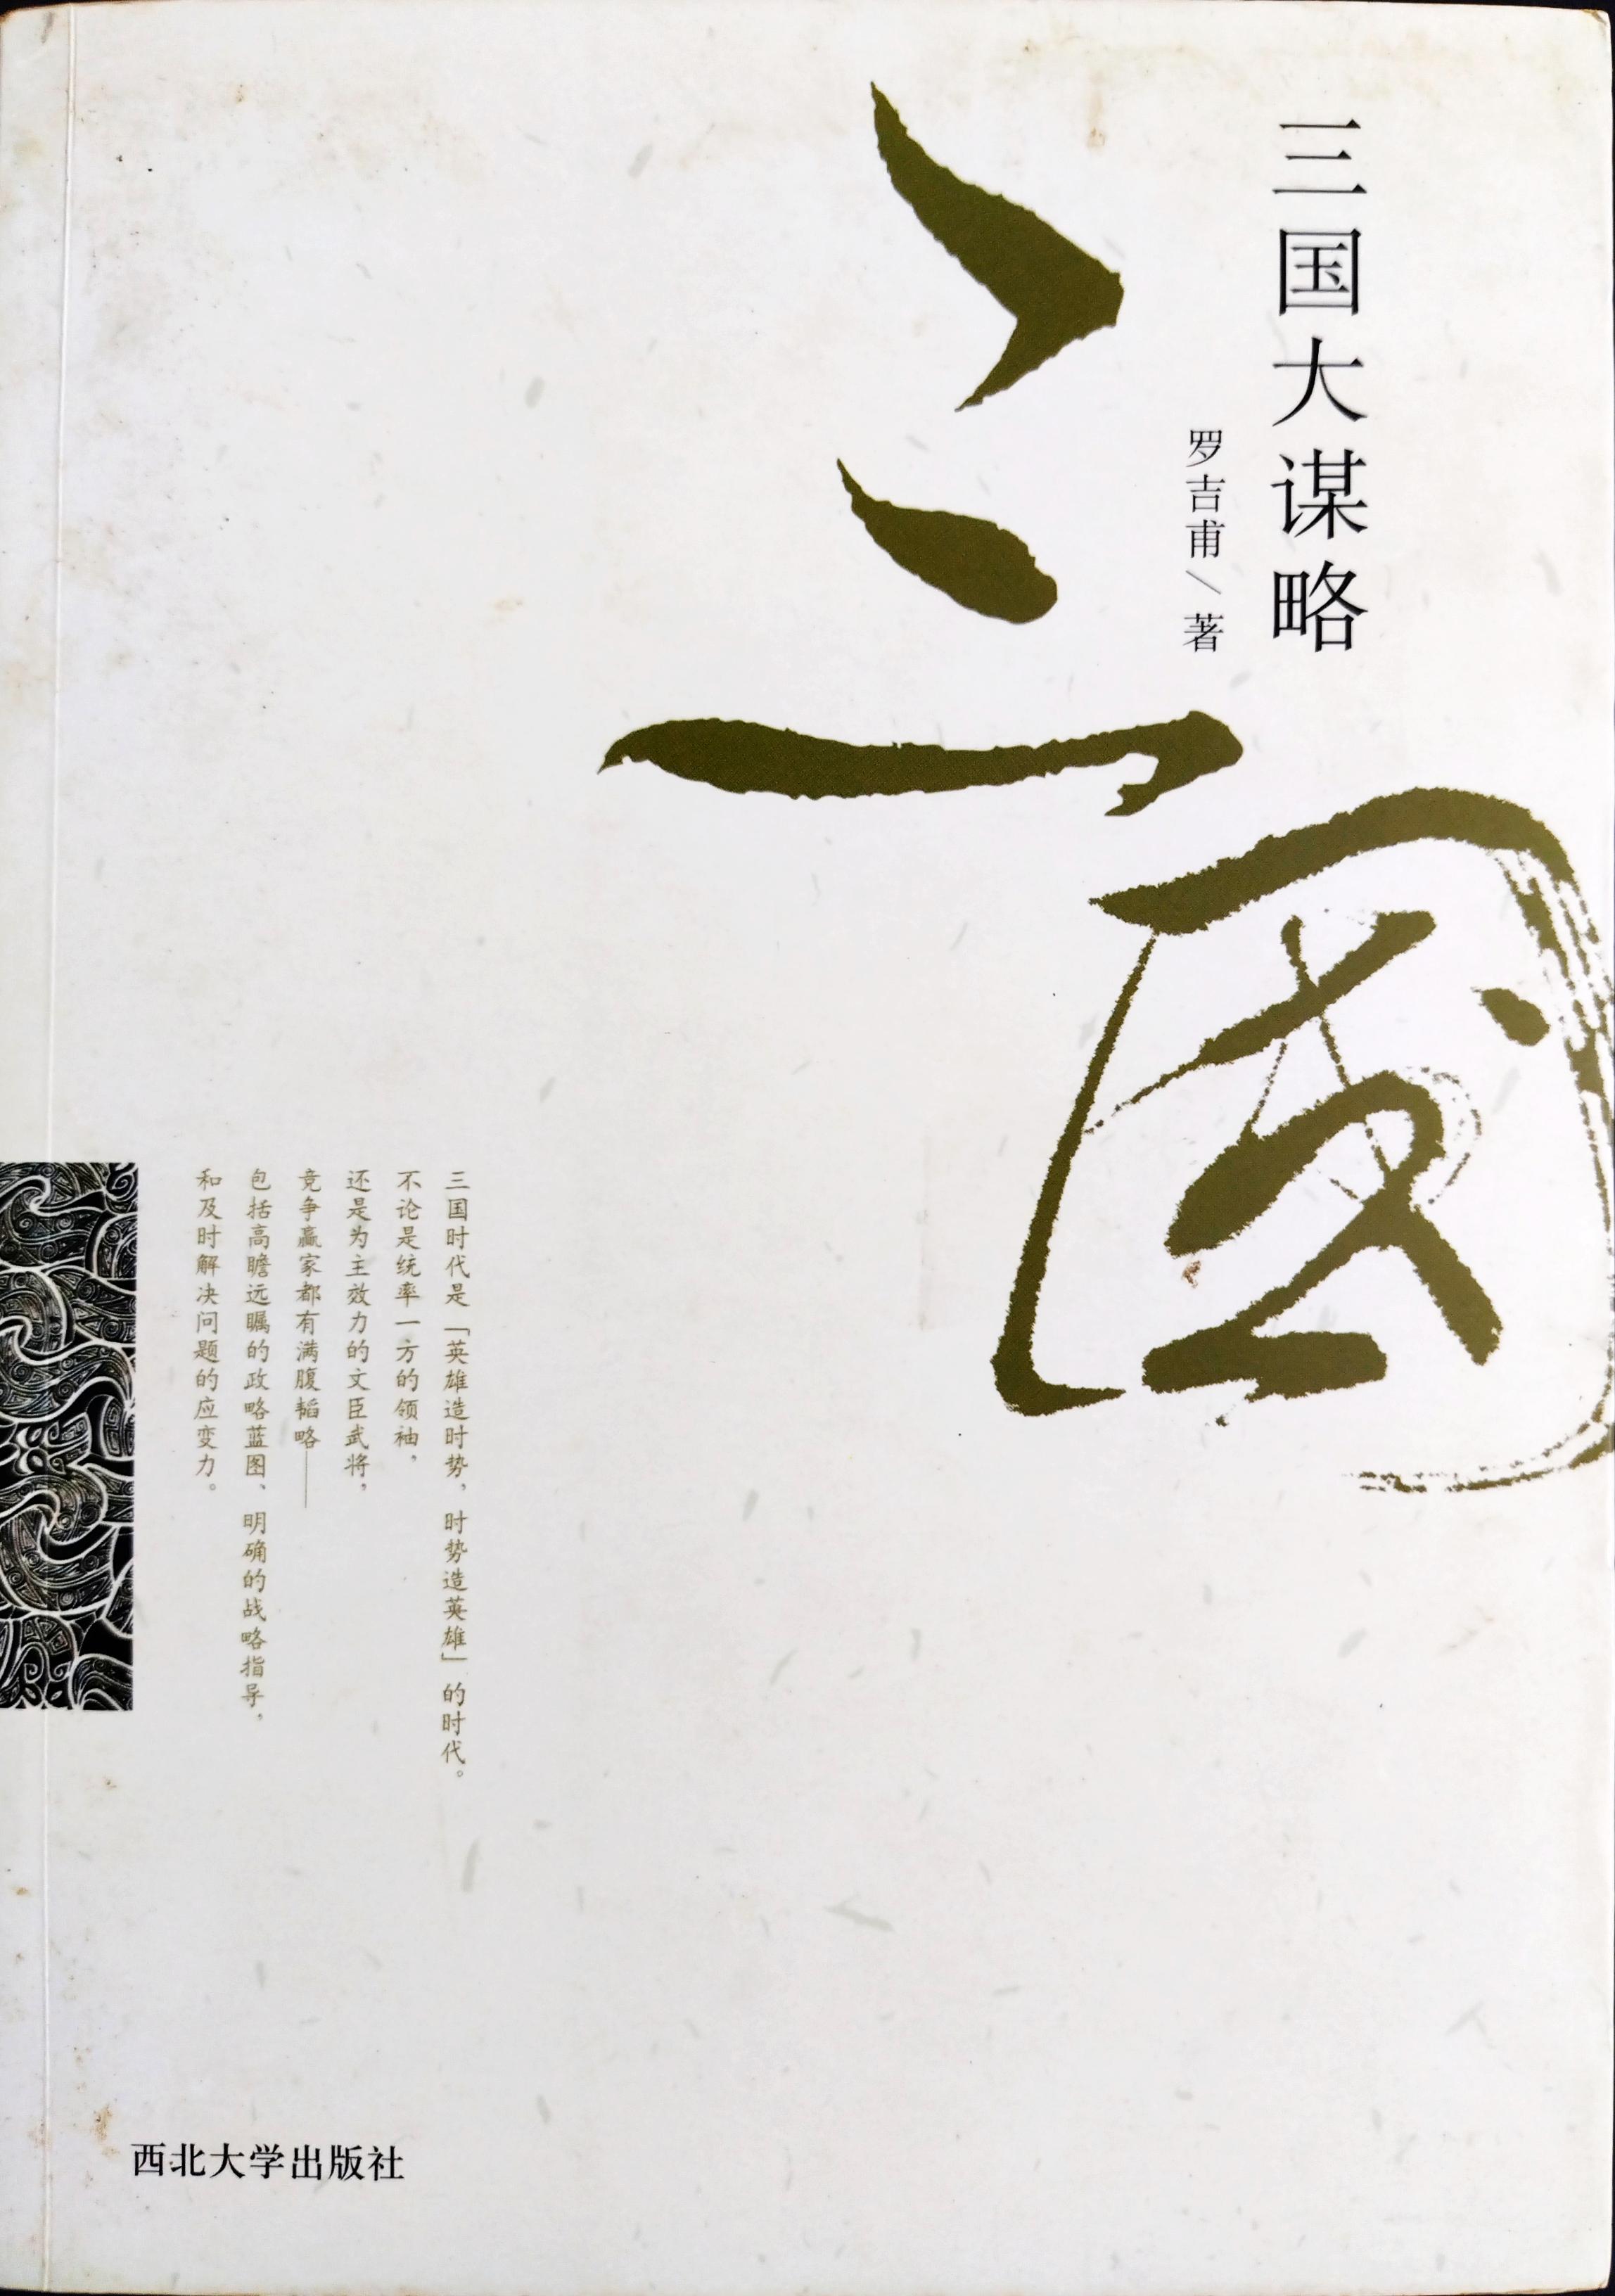 三国大谋略
罗吉甫/著
三國
三国时代是「英雄造时势，时势造英雄」的时代。
不论是统率一方的领袖，
还是为主效力的文臣武将，
竞争赢家都有满腹韬略——
包括高瞻远瞩的政略蓝图、明确的战略指导，
和及时解决问题的应变力。
西北大学出版社